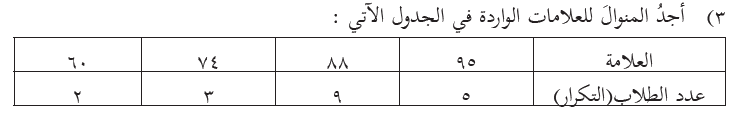 ٣) أجدُ المنوالَ للعلامات الواردة في الجدول الآتي :
العلامة ٩٥ ٨٨ ٧٤ ٦٠
عدد الطلاب(التكرار) ٥ ٩ ٣ ٢